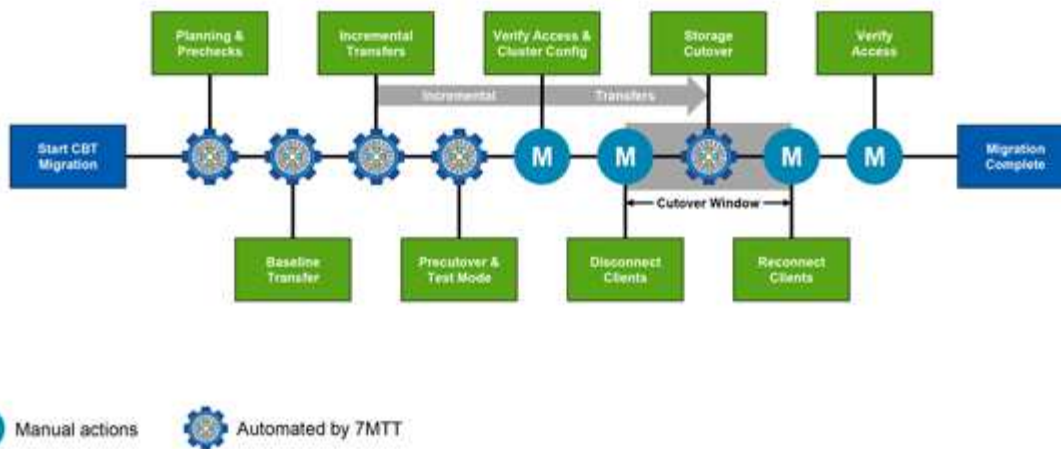 Planning &
Prechecks
Incremental
Transfers
Verify Access &
Cluster Config
Storage
Cutover
Verify
Access
Incremental Transfers
Start CBT
Migration
M
M
M
M
Migration
Complete
Cutover Window
Baseline
Transfer
Precutover &
Test Mode
Disconnect
Clients
Reconnect
Clients
Manual actions
Automated by 7MTT